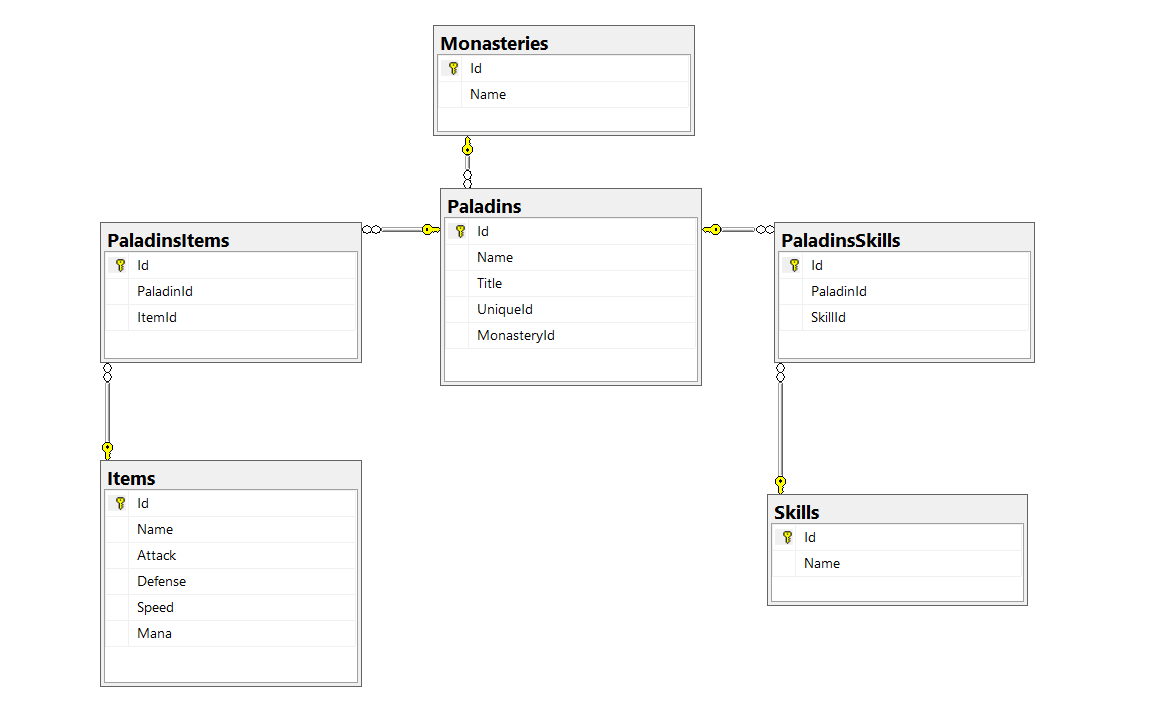 Monasteries
Id
Name
Paladins
Id
Name
Title
UniqueId
MonasteryId
PaladinsItems
Id
PaladinId
ItemId
PaladinsSkills
Id
PaladinId
SkillId
Items
Id
Name
Attack
Defense
Speed
Mana
Skills
Id
Name